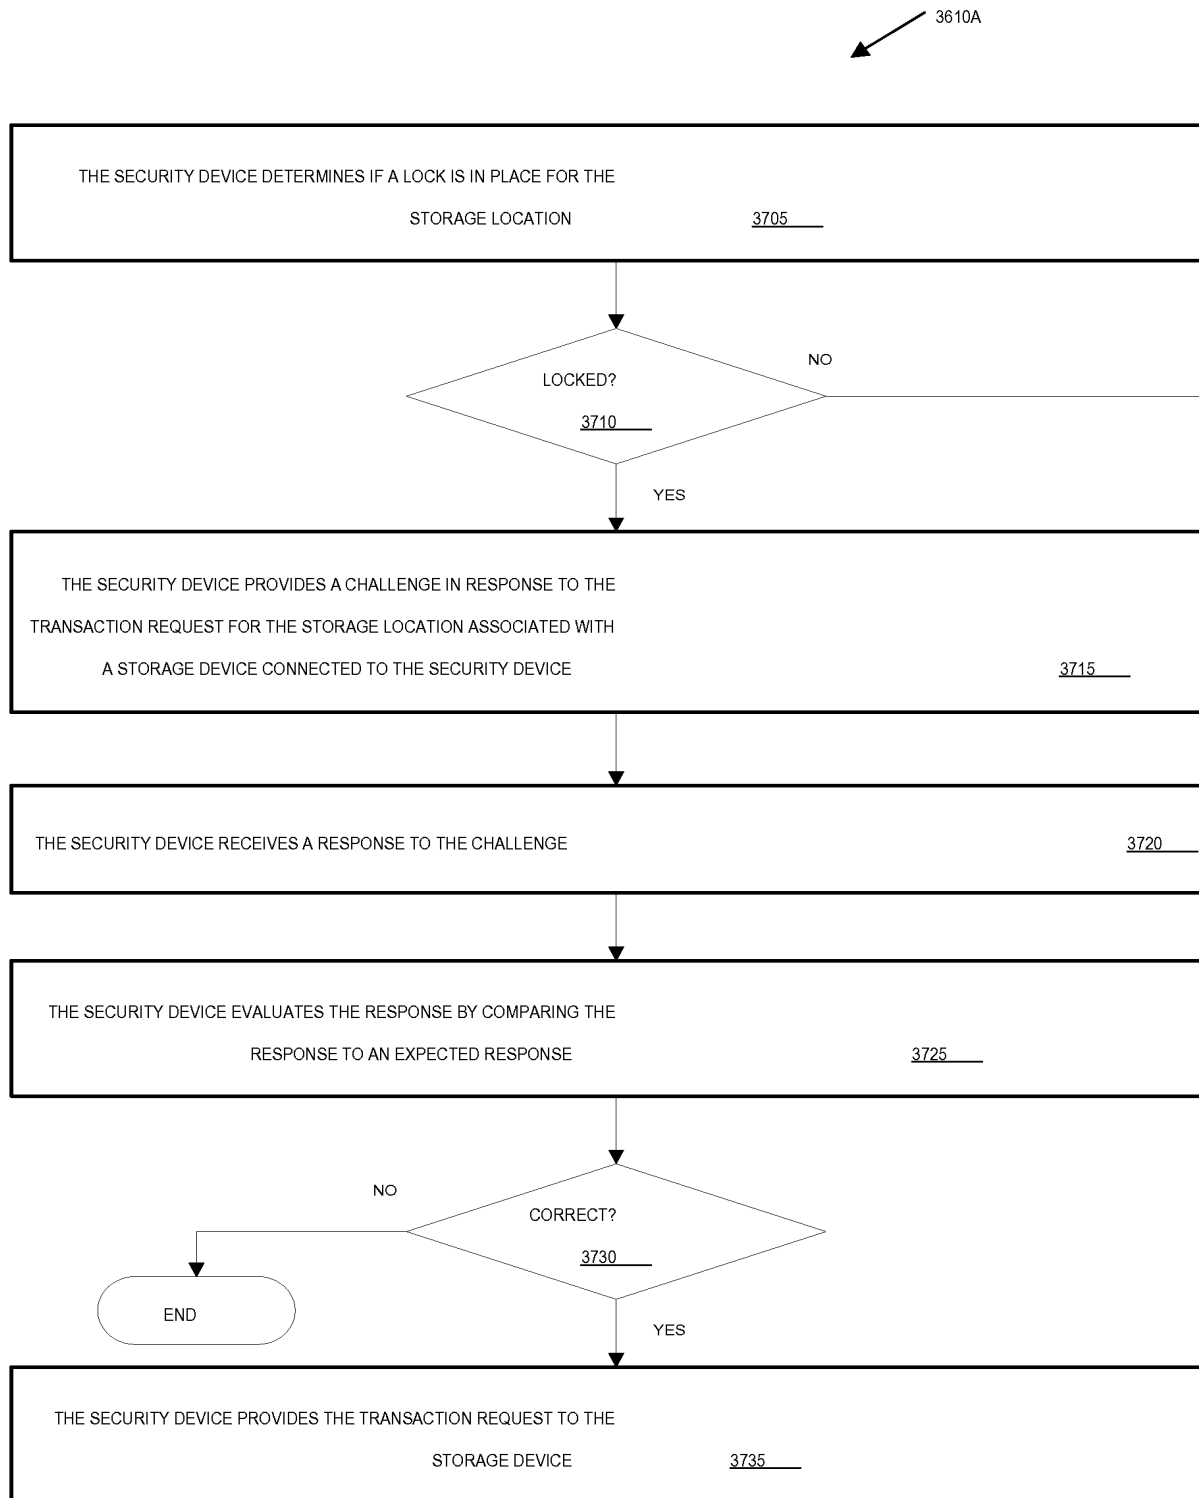 3610A
THE SECURITY DEVICE DETERMINES IF A LOCK IS IN PLACE FOR THE
STORAGE LOCATION 3705
NO
LOCKED?
3710
YES
THE SECURITY DEVICE PROVIDES A CHALLENGE IN RESPONSE TO THE
TRANSACTION REQUEST FOR THE STORAGE LOCATION ASSOCIATED WITH
A STORAGE DEVICE CONNECTED TO THE SECURITY DEVICE 3715
THE SECURITY DEVICE RECEIVES A RESPONSE TO THE CHALLENGE 3720
THE SECURITY DEVICE EVALUATES THE RESPONSE BY COMPARING THE
RESPONSE TO AN EXPECTED RESPONSE 3725
NO
CORRECT?
3730
END
YES
THE SECURITY DEVICE PROVIDES THE TRANSACTION REQUEST TO THE
STORAGE DEVICE 3735